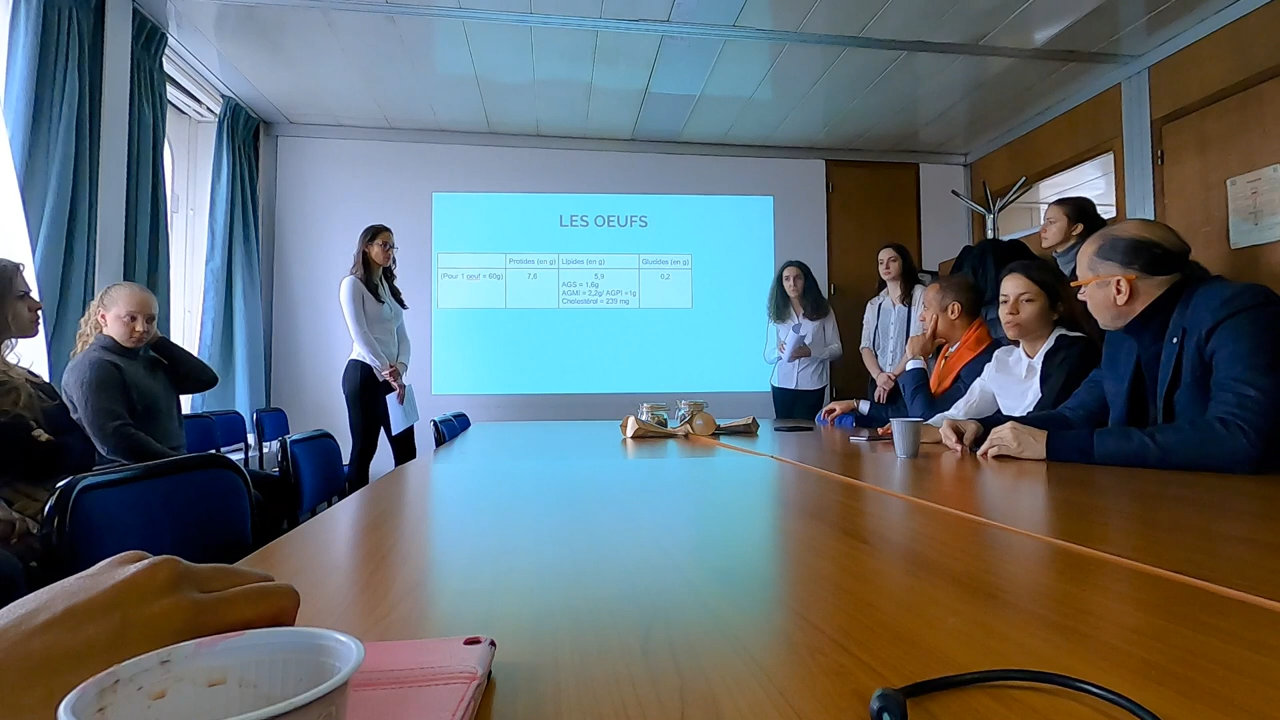 LES OEUFS
Protides (en g) Lipides (en g) Glucides (en g)
(Pour 1 oeuf = 60g) 7,6 5,9 0,2
AGS = 1,6g
AGMI = 2,2g/ AGPI =1g
Cholestérol = 239 mg